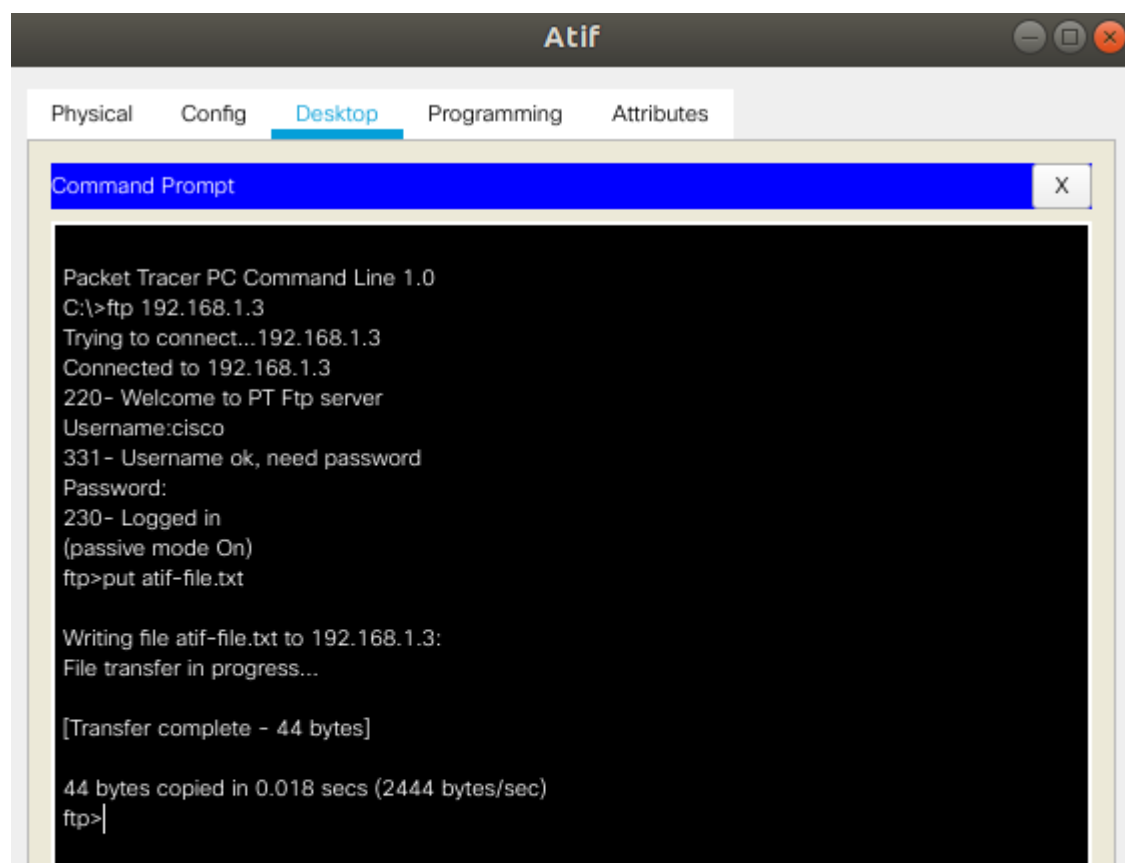 Atif
Physical Config Desktop Programming Attributes
Command Prompt X
Packet Tracer PC Command Line 1.0
C:\>ftp 192.168.1.3
Trying to connect...192.168.1.3
Connected to 192.168.1.3
220- Welcome to PT Ftp server
Username:cisco
331- Username ok, need password
Password:
230- Logged in
(passive mode On)
ftp>put atif-file.txt
Writing file atif-file.txt to 192.168.1.3:
File transfer in progress...
[Transfer complete - 44 bytes]
44 bytes copied in 0.018 secs (2444 bytes/sec)
ftp>